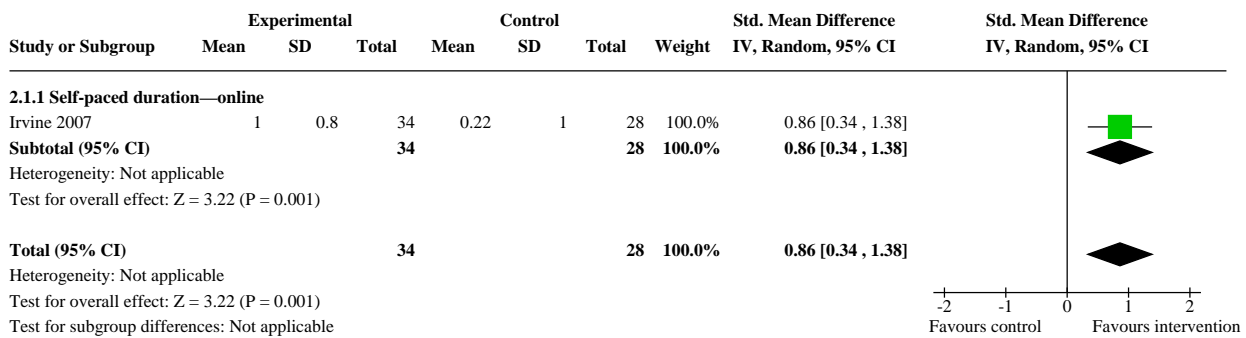 Experimental Control Std. Mean Difference Std. Mean Difference
Study or Subgroup Mean SD Total Mean SD Total Weight IV, Random, 95% CI IV, Random, 95% CI
2.1.1 Self-paced duration—online
Irvine 2007 1 0.8 34 0.22 1 28 100.0% 0.86 [0.34 , 1.38]
Subtotal (95% CI) 34 28 100.0% 0.86 [0.34 , 1.38]
Heterogeneity: Not applicable
Test for overall effect: Z = 3.22 (P = 0.001)
Total (95% CI) 34 28 100.0% 0.86 [0.34 , 1.38]
Heterogeneity: Not applicable
Test for overall effect: Z = 3.22 (P = 0.001)
Test for subgroup differences: Not applicable
-2 -1 0 1 2
Favours control Favours intervention